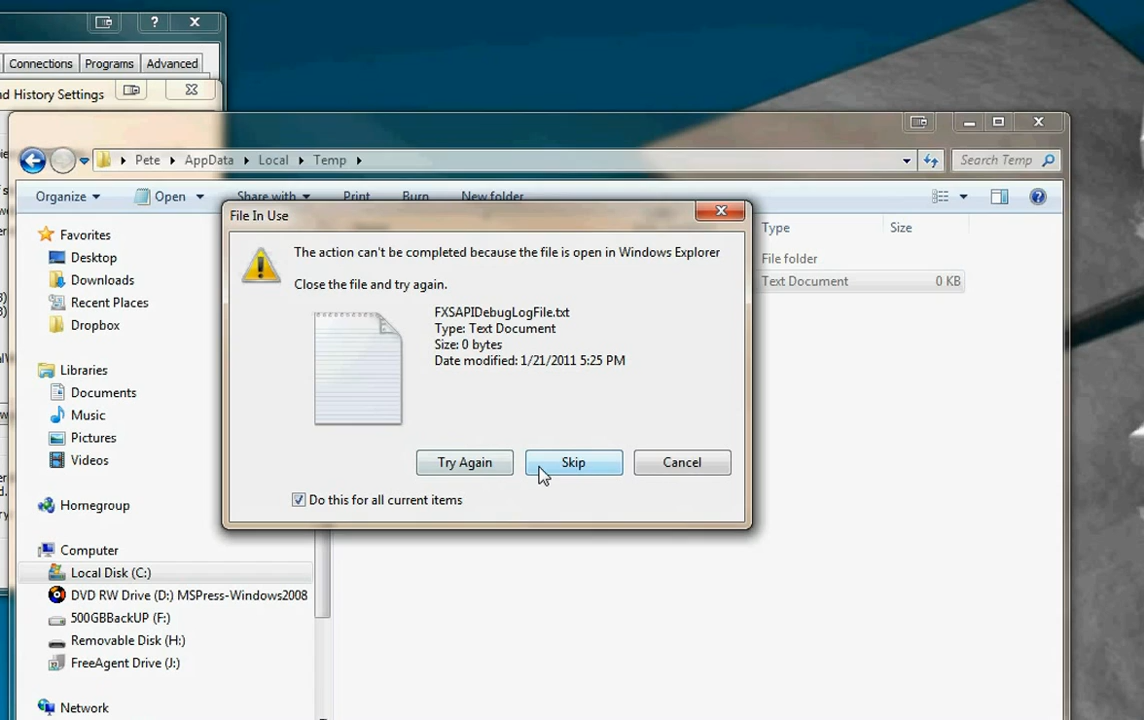 ?
Connections Programs Advanced
nd History Settings
Pete AppData Local Temp
Search Temp
Organize Open Share with Print Burn New folder
?
File In Use
The action can't be completed because the file is open in Windows Explorer
Close the file and try again.
FXSAPIDebugLogFile.txt
Type: Text Document
Size: 0 bytes
Date modified: 1/21/2011 5:25 PM
Try Again Skip Cancel
Do this for all current items
Type Size
File folder
Text Document 0 KB
Favorites
Desktop
Downloads
Recent Places
Dropbox
Libraries
Documents
Music
Pictures
Videos
Homegroup
Computer
Local Disk (C:)
DVD RW Drive (D:) MSPress-Windows2008
500GBBackUP (F:)
Removable Disk (H:)
FreeAgent Drive (J:)
Network